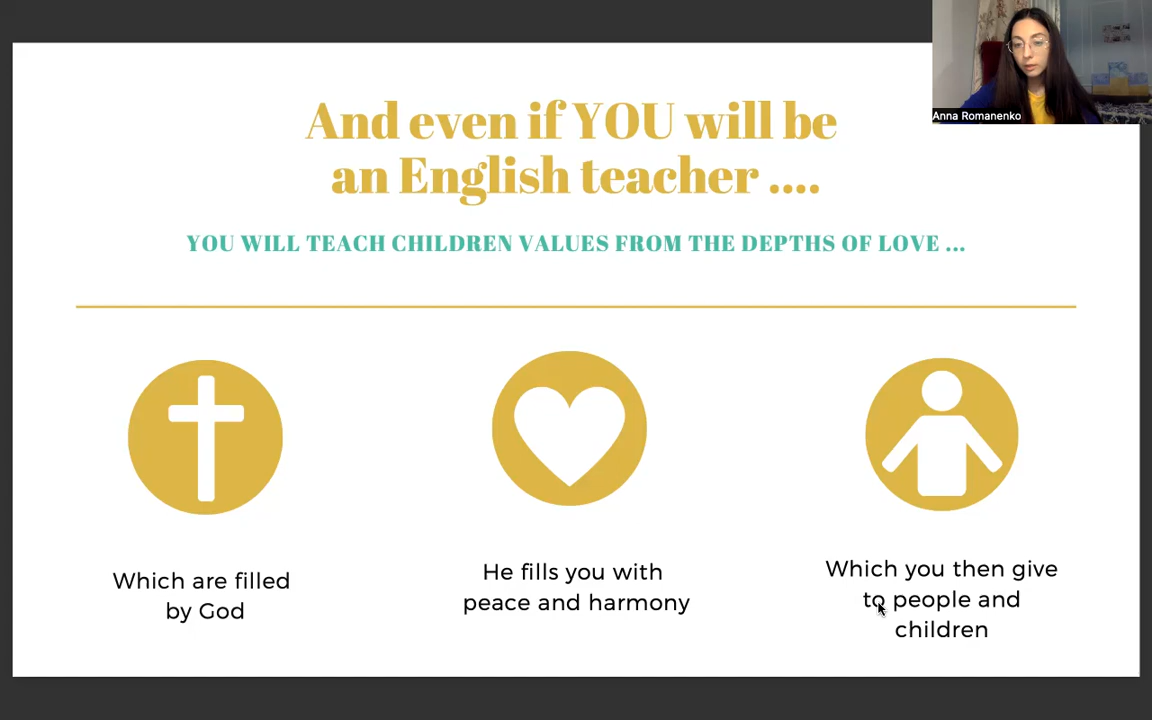 And even if YOU will be
an English teacher ....
YOU WILL TEACH CHILDREN VALUES FROM THE DEPTHS OF LOVE ...
Which are filled
by God
He fills you with
peace and harmony
Which you then give
to people and
children
Anna Romanenko